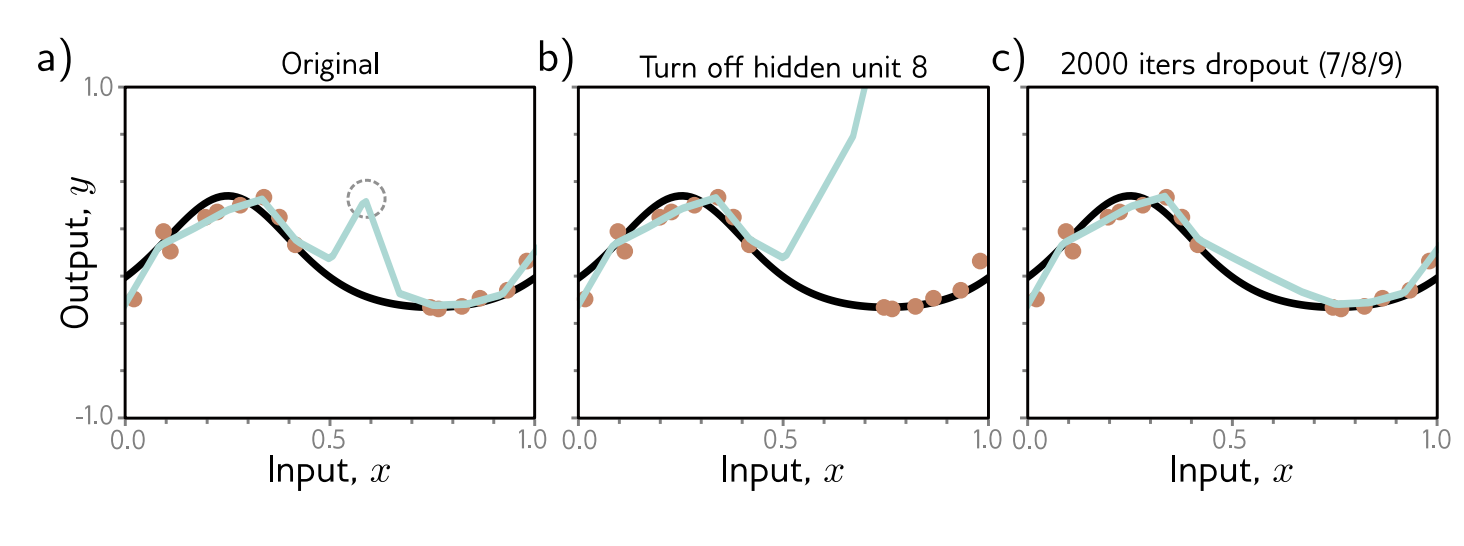 a)
Original
1.0
-1.0
Output, y
0.0
0.5
1.0
Input, x
b)
Turn off hidden unit 8
0.0
0.5
1.0
Input, x
c)
2000 iters dropout (7/8/9)
0.0
0.5
1.0
Input, x